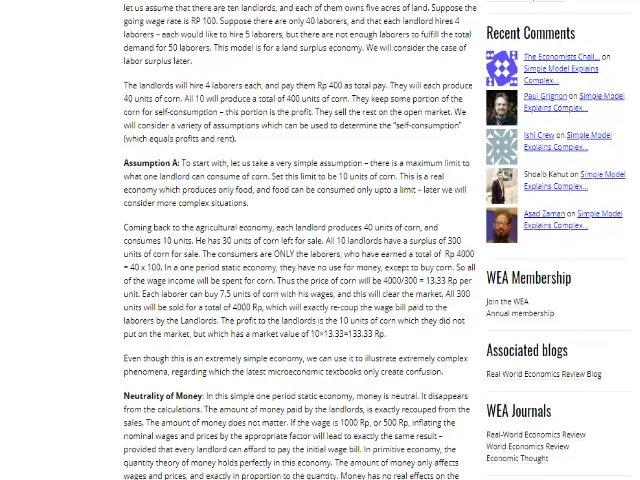 let us assume that there are ten landlords, and each of them owns five acres of land. Suppose the
going wage rate is RP 100. Suppose there are only 40 laborers, and that each landlord hires 4
laborers – each would like to hire 5 laborers, but there are not enough laborers to fulfill the total
demand for 50 laborers. This model is for a land surplus economy. We will consider the case of
labor surplus later.
The landlords will hire 4 laborers each, and pay them Rp 400 as total pay. They will each produce
40 units of corn. All 10 will produce a total of 400 units of corn. They keep some portion of the
corn for self-consumption – this portion is the profit. They sell the rest on the open market. We
will consider a variety of assumptions which can be used to determine the “self-consumption”
(which equals profits and rent).
Assumption A: To start with, let us take a very simple assumption – there is a maximum limit to
what one landlord can consume of corn. Set this limit to be 10 units of corn. This is a real
economy which produces only food, and food can be consumed only upto a limit – later we will
consider more complex situations.
Coming back to the agricultural economy, each landlord produces 40 units of corn, and
consumes 10 units. He has 30 units of corn left for sale. All 10 landlords have a surplus of 300
units of corn for sale. The consumers are ONLY the laborers, who have earned a total of Rp 4000
= 40 x 100. In a one period static economy, they have no use for money, except to buy corn. So all
of the wage income will be spent for corn. Thus the price of corn will be 4000/300 = 13.33 Rp per
unit. Each laborer can buy 7.5 units of corn with his wages, and this will clear the market. All 300
units will be sold for a total of 4000 Rp, which will exactly re-coup the wage bill paid to the
laborers by the Landlords. The profit to the landlords is the 10 units of corn which they did not
put on the market, but which has a market value of 10×13.33=133.33 Rp.
Even though this is an extremely simple economy, we can use it to illustrate extremely complex
phenomena, regarding which the latest microeconomic textbooks only create confusion.
Neutrality of Money: In this simple one period static economy, money is neutral. It disappears
from the calculations. The amount of money paid by the landlords, is exactly recouped from the
sales. The amount of money does not matter. If the wage is 1000 Rp, or 500 Rp, inflating the
nominal wages and prices by the appropriate factor will lead to exactly the same result –
provided that every landlord can afford to pay the initial wage bill. In primitive economy, the
quantity theory of money holds perfectly in this economy. The amount of money only affects
wages and prices, and exactly in proportion to the quantity. Money has no real effects on the
Recent Comments
The Economists Chall... on
Simple Model Explains
Complex...
Paul Grignon on Simple Model
Explains Complex...
Ishi Crew on Simple Model
Explains Complex...
Shoaib Kahut on Simple Model
Explains Complex...
Asad Zaman on Simple Model
Explains Complex...
WEA Membership
Join the WEA
Annual membership
Associated blogs
Real World Economics Review Blog
WEA Journals
Real-World Economics Review
World Economics Review
Economic Thought